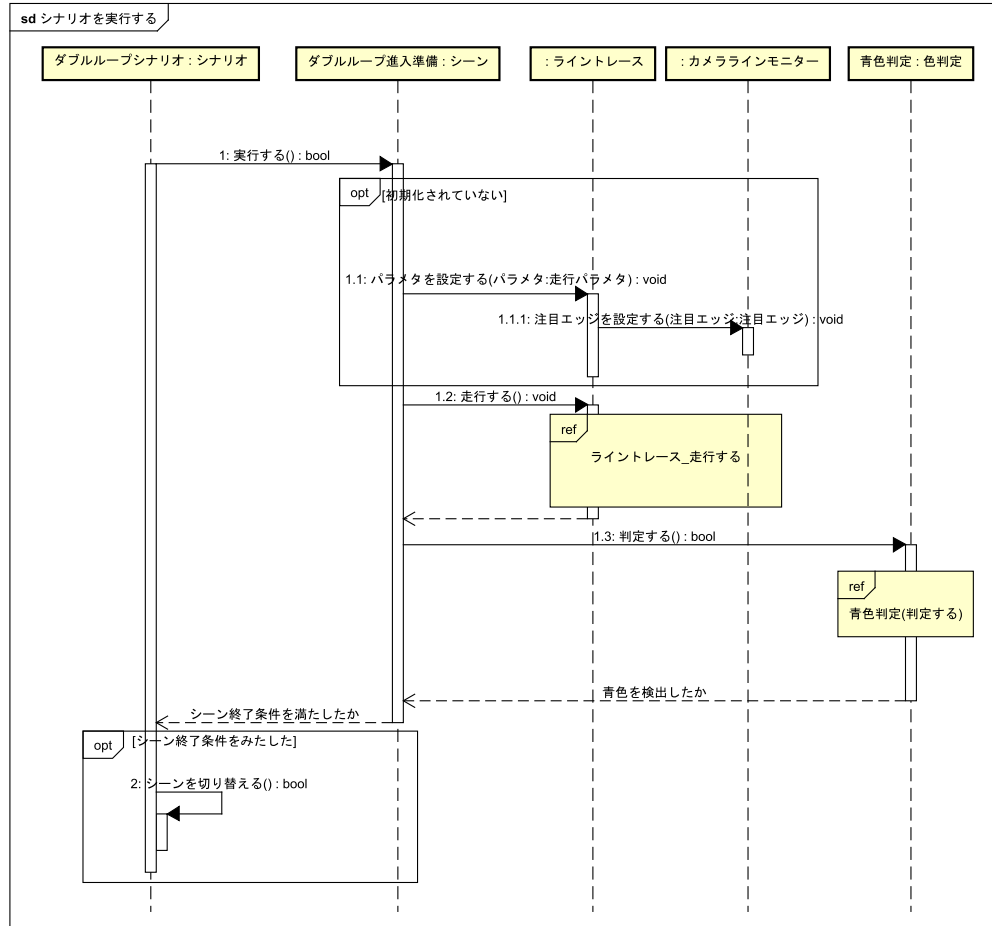 sd シナリオを実行する
ダブルループシナリオ : シナリオ
ダブルループ進入準備 : シーン
: ライントレース
: カメララインモニター
青色判定 : 色判定
1: 実行する() : bool
opt
[初期化されていない]
1.1: パラメタを設定する(パラメタ:走行パラメタ) : void
1.1.1: 注目エッジを設定する(注目エッジ:注目エッジ) : void
1.2: 走行する() : void
ref
ライントレース_走行する
1.3: 判定する() : bool
ref
青色判定(判定する)
青色を検出したか
シーン終了条件を満たしたか
opt
[シーン終了条件をみたした]
2: シーンを切り替える() : bool